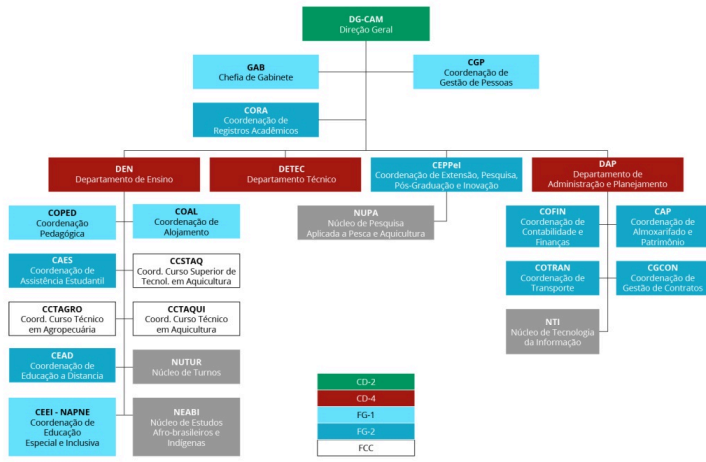 DG-CAM
Direção Geral
GAB
Chefia de Gabinete
CGP
Coordenação de
Gestão de Pessoas
CORA
Coordenação de
Registros Acadêmicos
DEN
Departamento de Ensino
DETEC
Departamento Técnico
CEPPeI
Coordenação de Extensão, Pesquisa,
Pós-Graduação e Inovação
DAP
Departamento de
Administração e Planejamento
COPED
Coordenação
Pedagógica
COAL
Coordenação de
Alojamento
NUPA
Núcleo de Pesquisa
Aplicada a Pesca e Aquicultura
COFIN
Coordenação de
Contabilidade e
Finanças
CAP
Coordenação de
Almoxarifado e
Patrimônio
CAES
Coordenação de
Assistência Estudantil
CCSTAQ
Coord. Curso Superior de
Tecnol. em Aquicultura
COTRAN
Coordenação de
Transporte
CGCON
Coordenação de
Gestão de Contratos
CCTAGRO
Coord. Curso Técnico
em Agropecuária
CCTAQUI
Coord. Curso Técnico
em Aquicultura
NTI
Núcleo de Tecnologia
da Informação
CEAD
Coordenação de
Educação a Distancia
NUTUR
Núcleo de Turnos
CEEI - NAPNE
Coordenação de
Educação
Especial e Inclusiva
NEABI
Núcleo de Estudos
Afro-brasileiros e
Indígenas
CD-2
CD-4
FG-1
FG-2
FCC